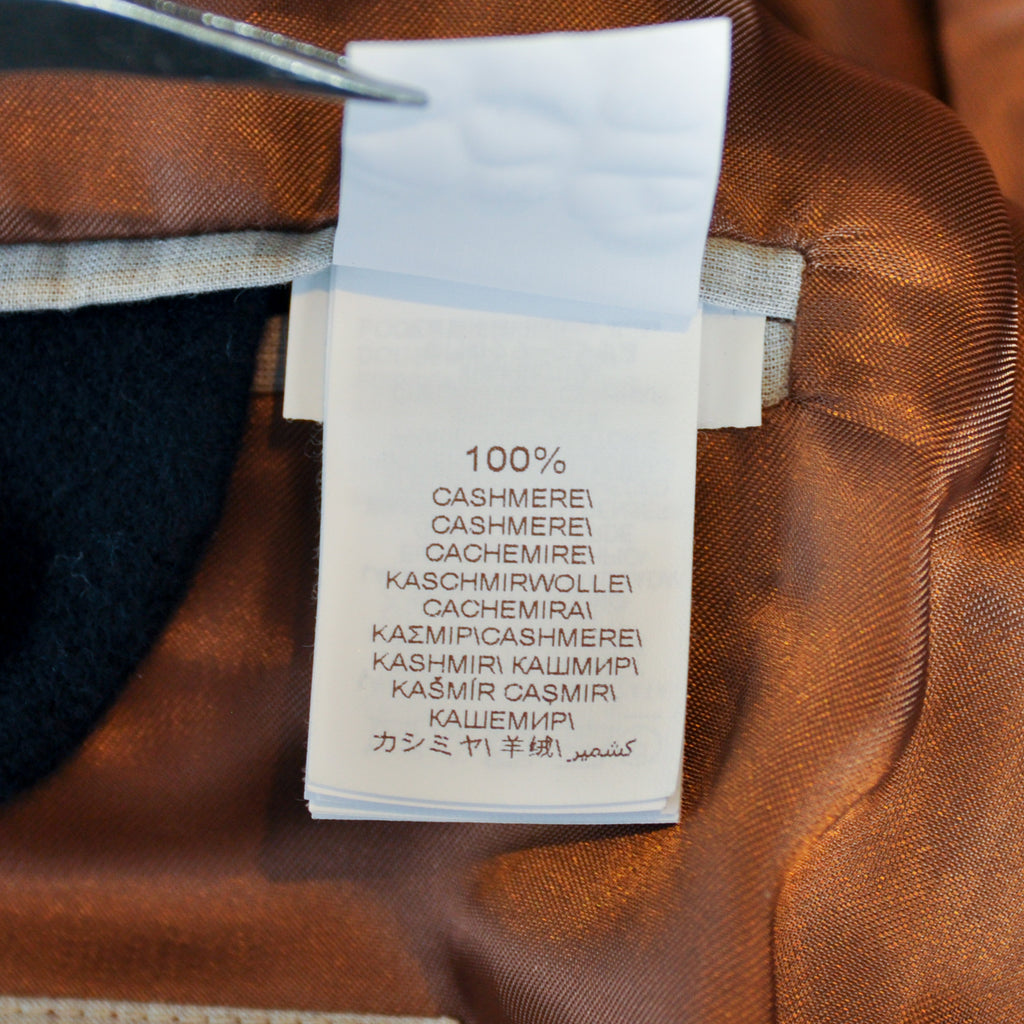 100%
CASHMERE\
CASHMERE\
CACHEMIRE\
KASCHMIRWOLLE\
CACHEMIRA\
ΚΑΣΜΙΡ\CASHMERE\
KASHMIR\ КАШМИР\
KAŠMÍR CAŞMIR\
КАШЕМИР\
カシミヤ\ 羊绒\ كشمير